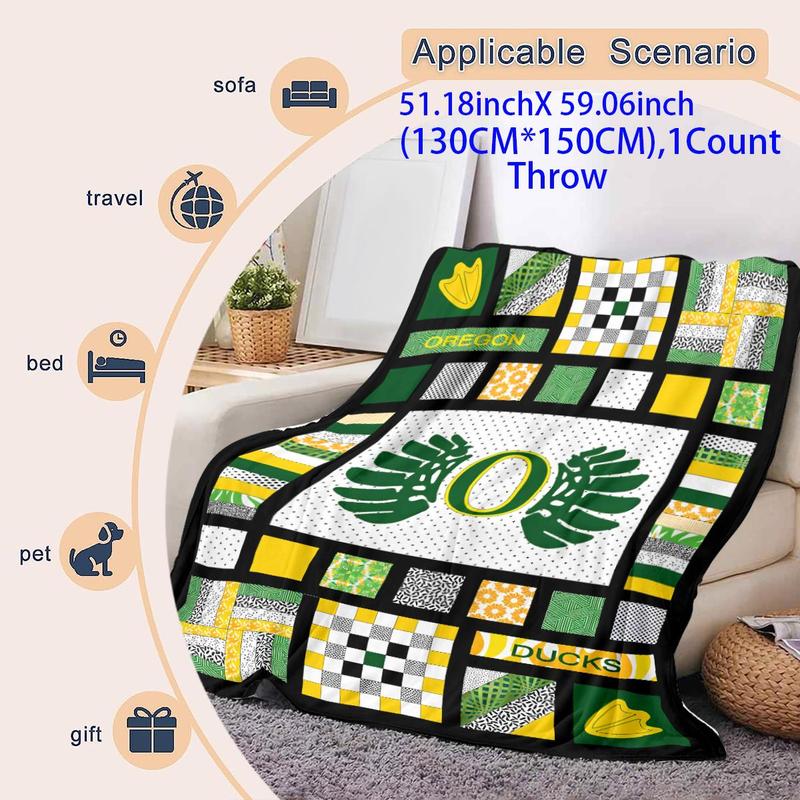 Applicable Scenario
51.18inchX 59.06inch
(130CM*150CM),1Count
Throw
sofa
travel
bed
pet
gift
OREGON
O
DUCKS